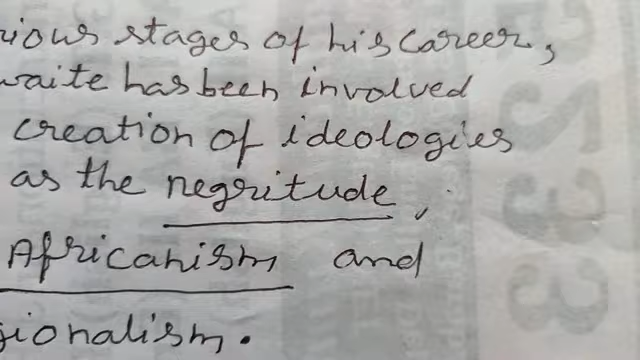 rious stages of his career,
waite has been involved
creation of ideologies
as the negritude,
Africanism and
gionalism.